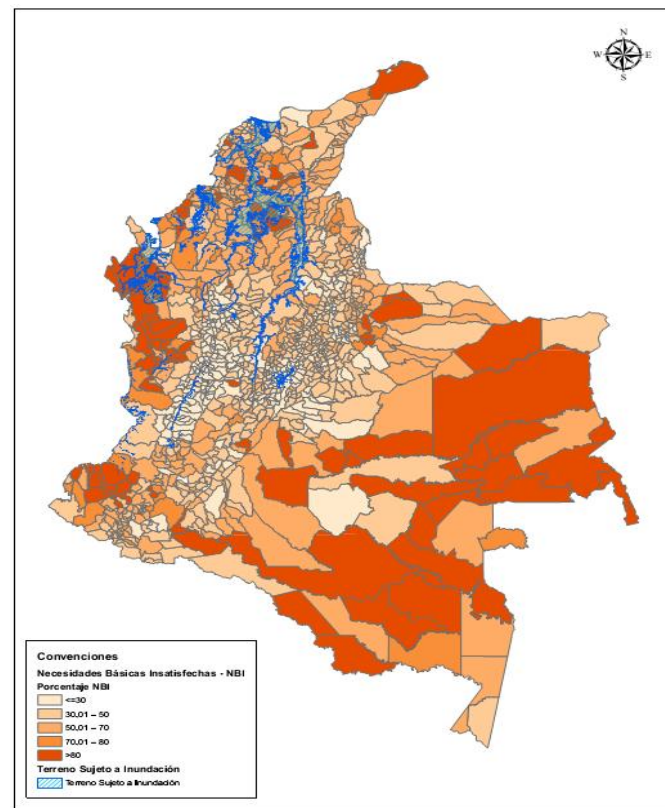 N
W E
S
Convenciones
Necesidades Básicas Insatisfechas - NBI
Porcentaje NBI
<=30
30,01 – 50
50,01 – 70
70,01 – 80
>80
Terreno Sujeto a Inundación
Terreno Sujeto a Inundación